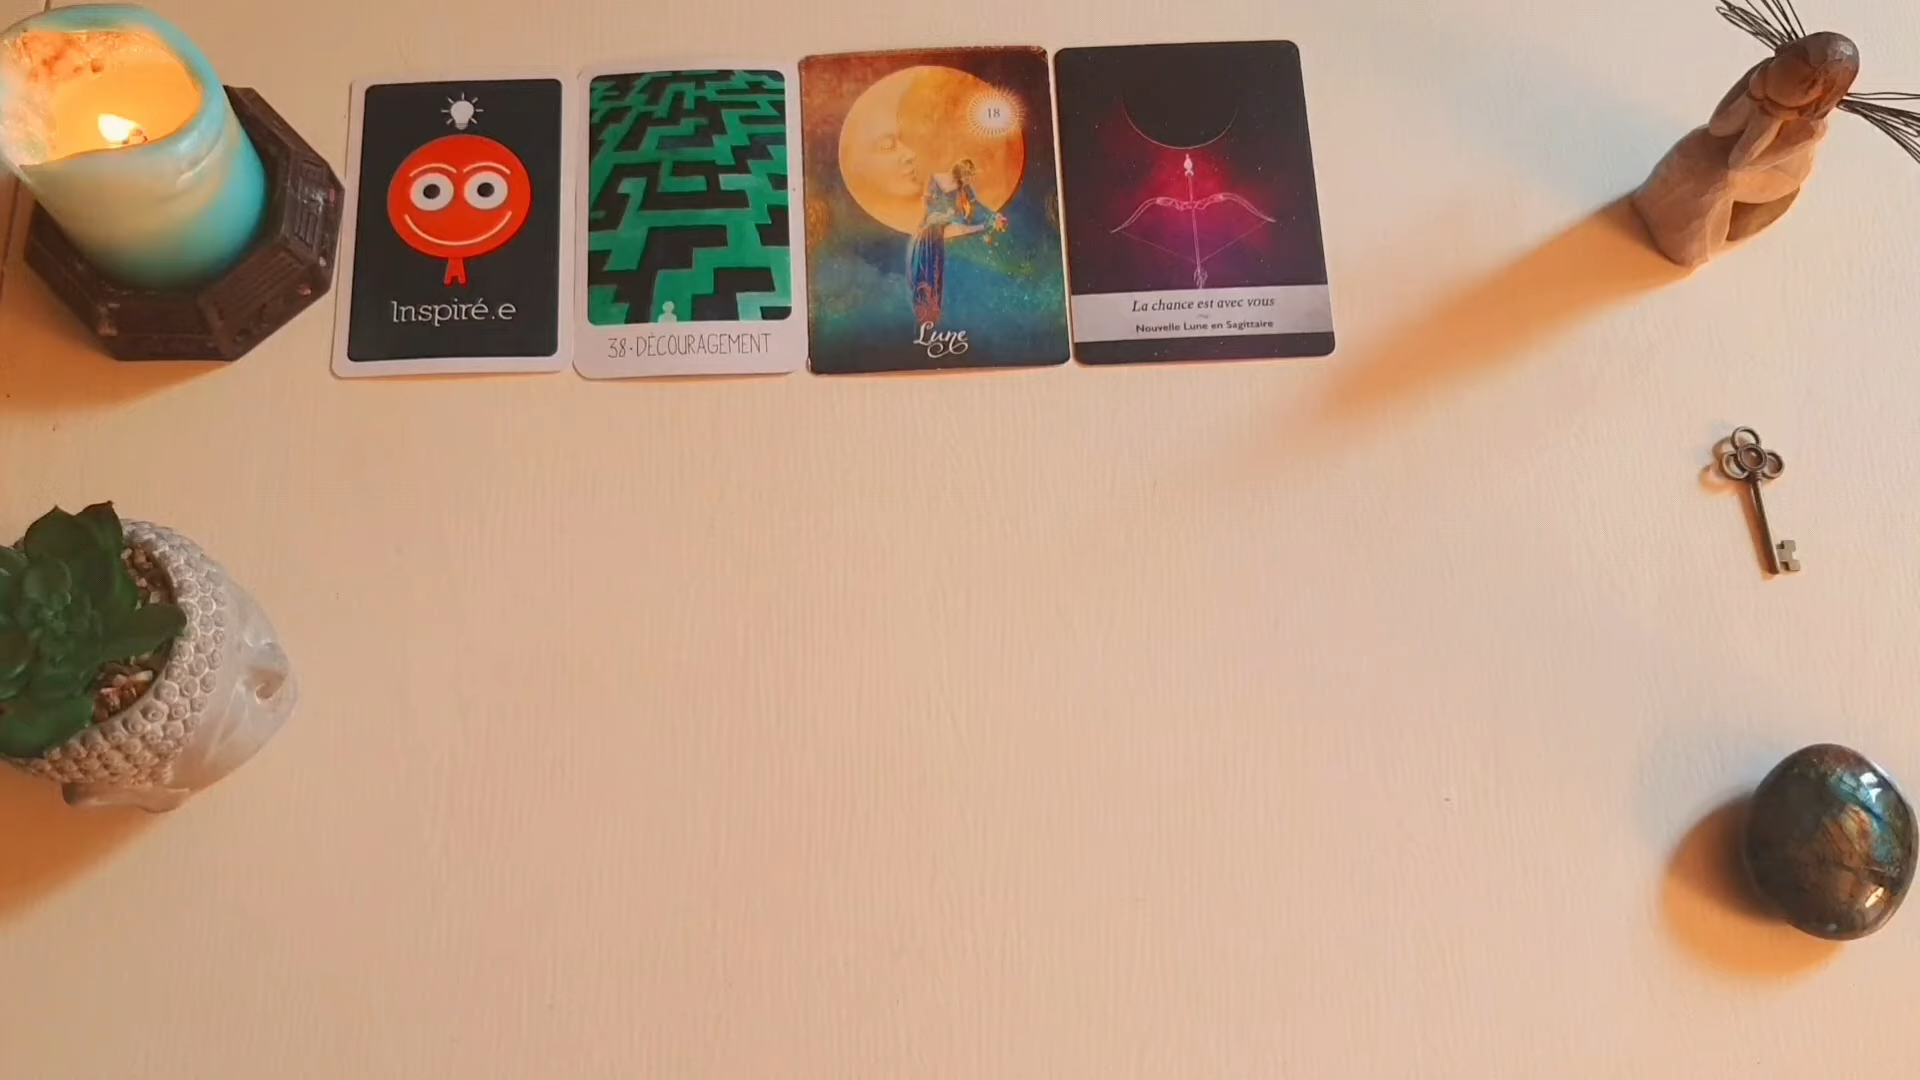 Inspiré.e
38·DÉCOURAGEMENT
18
Lune
La chance est avec vous
Nouvelle Lune en Sagittaire